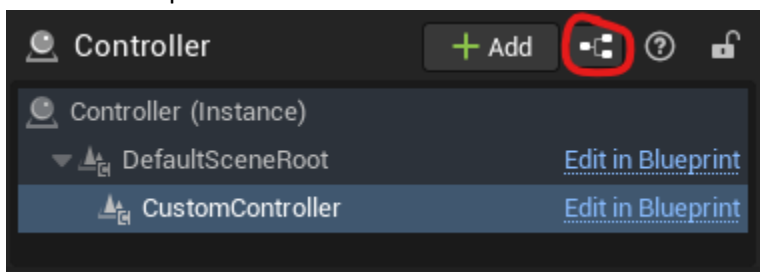 Controller + Add ?
Controller (Instance)
DefaultSceneRoot Edit in Blueprint
CustomController Edit in Blueprint